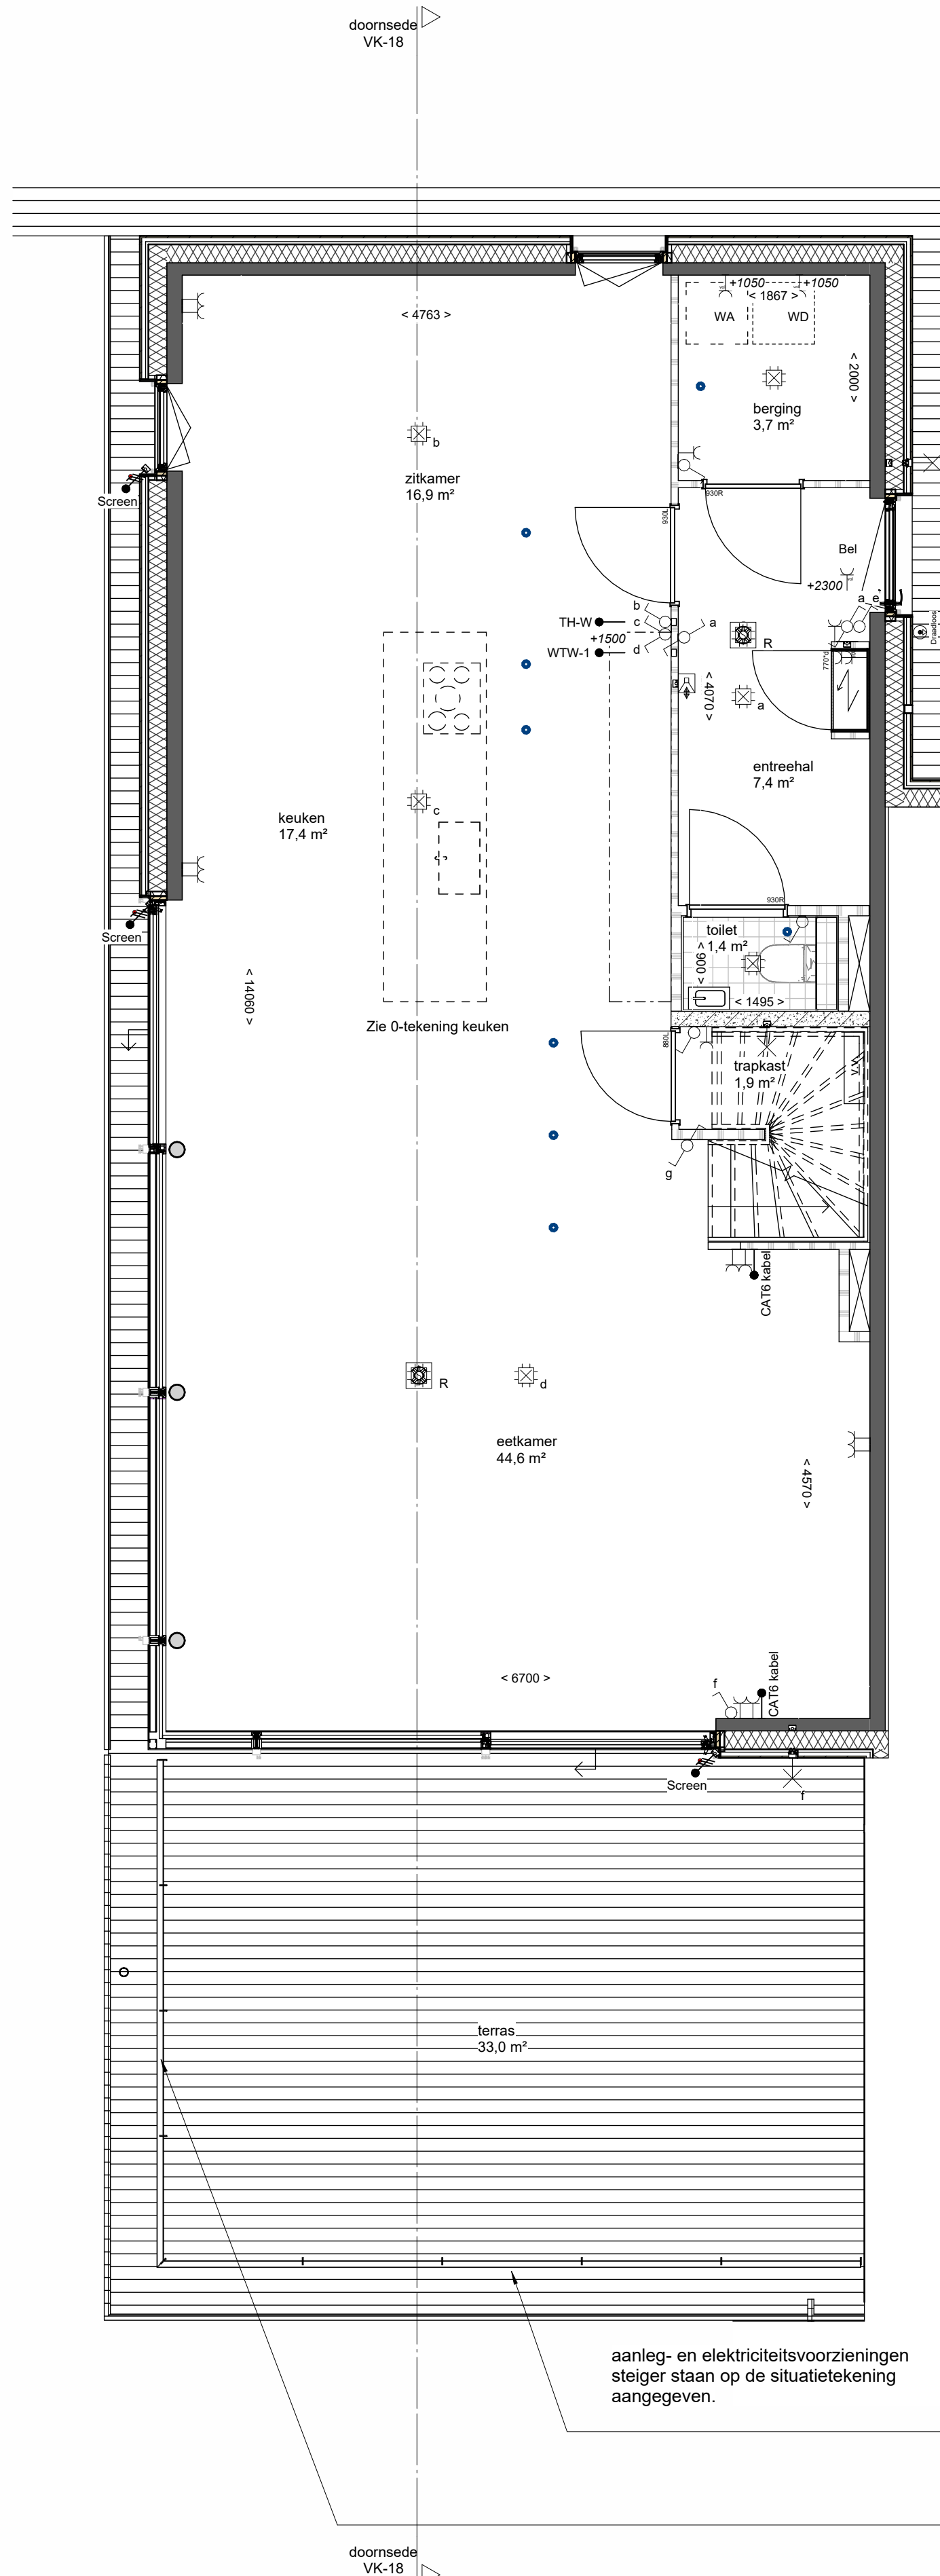 doornsede
VK-18
+1050
+1050
< 1867 >
WA
WD
< 4763 >
< 2000 >
berging
3,7 m²
b
zitkamer
16,9 m²
Screen
930R
930L
Bel
+2300
a
e
b
TH-W
c
a
+1500
WTW-1
d
R
Draadloos
< 4070 >
a
entreehal
7,4 m²
c
keuken
17,4 m²
930R
toilet
1,4 m²
Screen
< 900 >
< 1495 >
< 14060 >
Zie 0-tekening keuken
880L
trapkast
1,9 m²
g
CAT6 kabel
R
d
eetkamer
44,6 m²
< 4570 >
< 6700 >
f
CAT6 kabel
Screen
f
terras
33,0 m²
aanleg- en elektriciteitsvoorzieningen
steiger staan op de situatietekening
aangegeven.
doornsede
VK-18